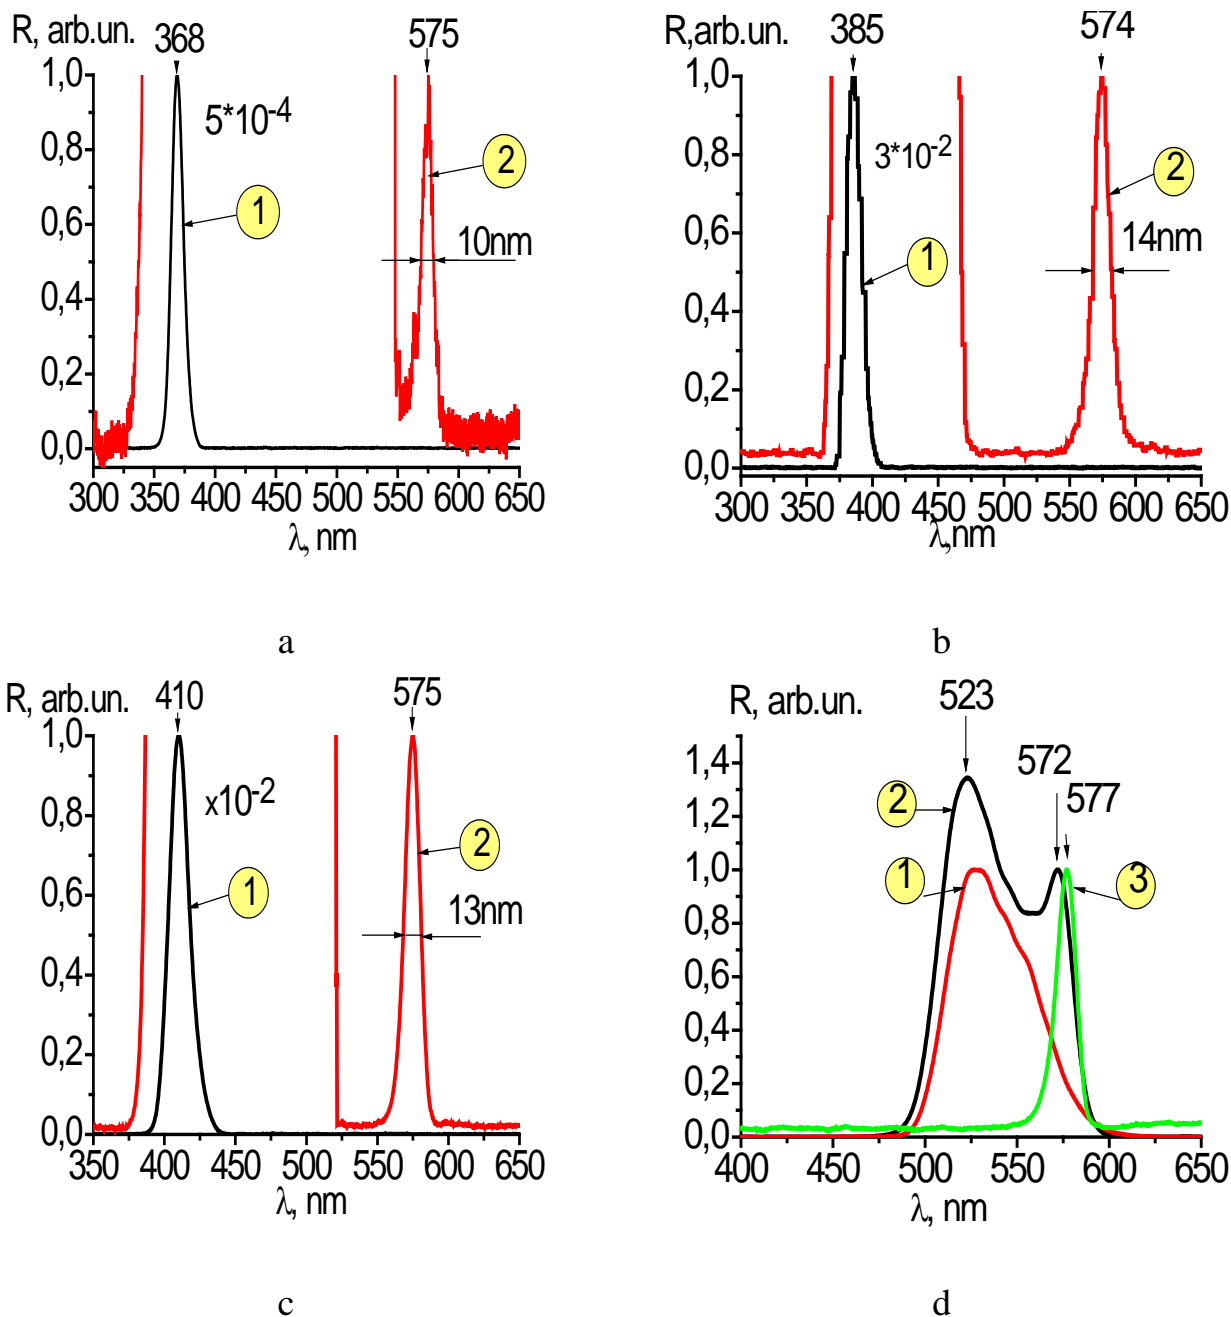 R, arb.un. 368 575
1,0
0,8
0,6
0,4
0,2
0,0
5*10-4
1
2
10nm
300 350 400 450 500 550 600 650
λ, nm
a
R,arb.un. 385 574
1,0
0,8
0,6
0,4
0,2
0,0
3*10-2
1
2
14nm
300 350 400 450 500 550 600 650
λ,nm
b
R, arb.un. 410 575
1,0
0,8
0,6
0,4
0,2
0,0
x10-2
1
2
13nm
350 400 450 500 550 600 650
λ, nm
c
R, arb.un. 523
572
577
1,4
1,2
1,0
0,8
0,6
0,4
0,2
0,0
2
1
3
400 450 500 550 600 650
λ, nm
d